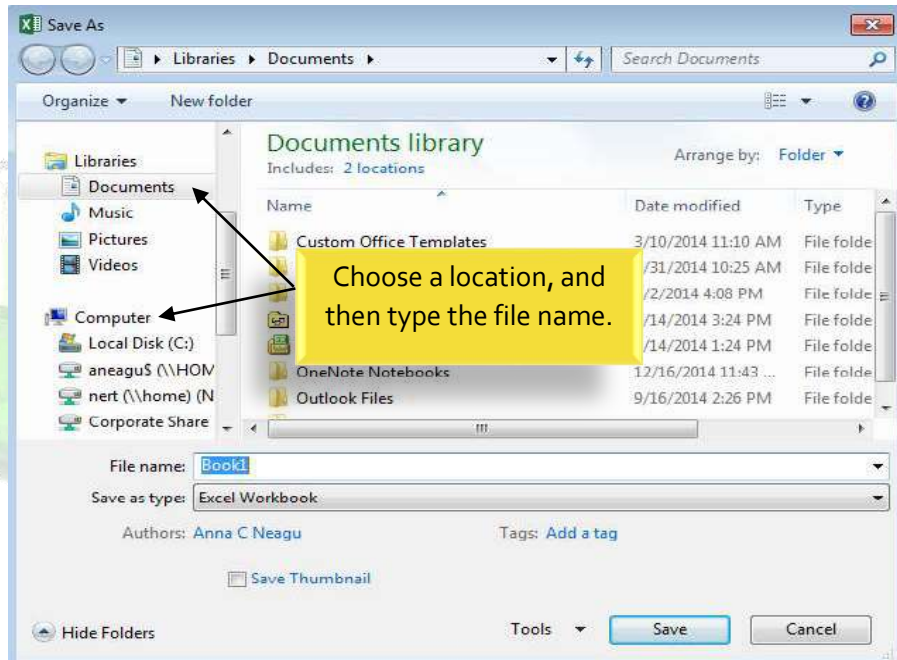 Save As
Libraries Documents
Search Documents
Organize New folder
Documents library
Includes: 2 locations
Arrange by: Folder
Libraries
Documents
Music
Pictures
Videos
Computer
Local Disk (C:)
aneagu$ (\\HOM
nert (\\home) (N
Corporate Share
Name Date modified Type
Custom Office Templates 3/10/2014 11:10 AM File folde
/31/2014 10:25 AM File folde
/2/2014 4:08 PM File folde
/14/2014 3:24 PM File folde
/14/2014 1:24 PM File folde
OneNote Notebooks 12/16/2014 11:43 ... File folde
Outlook Files 9/16/2014 2:26 PM File folde
Choose a location, and
then type the file name.
File name: Book1
Save as type: Excel Workbook
Authors: Anna C Neagu Tags: Add a tag
Save Thumbnail
Hide Folders Tools Save Cancel